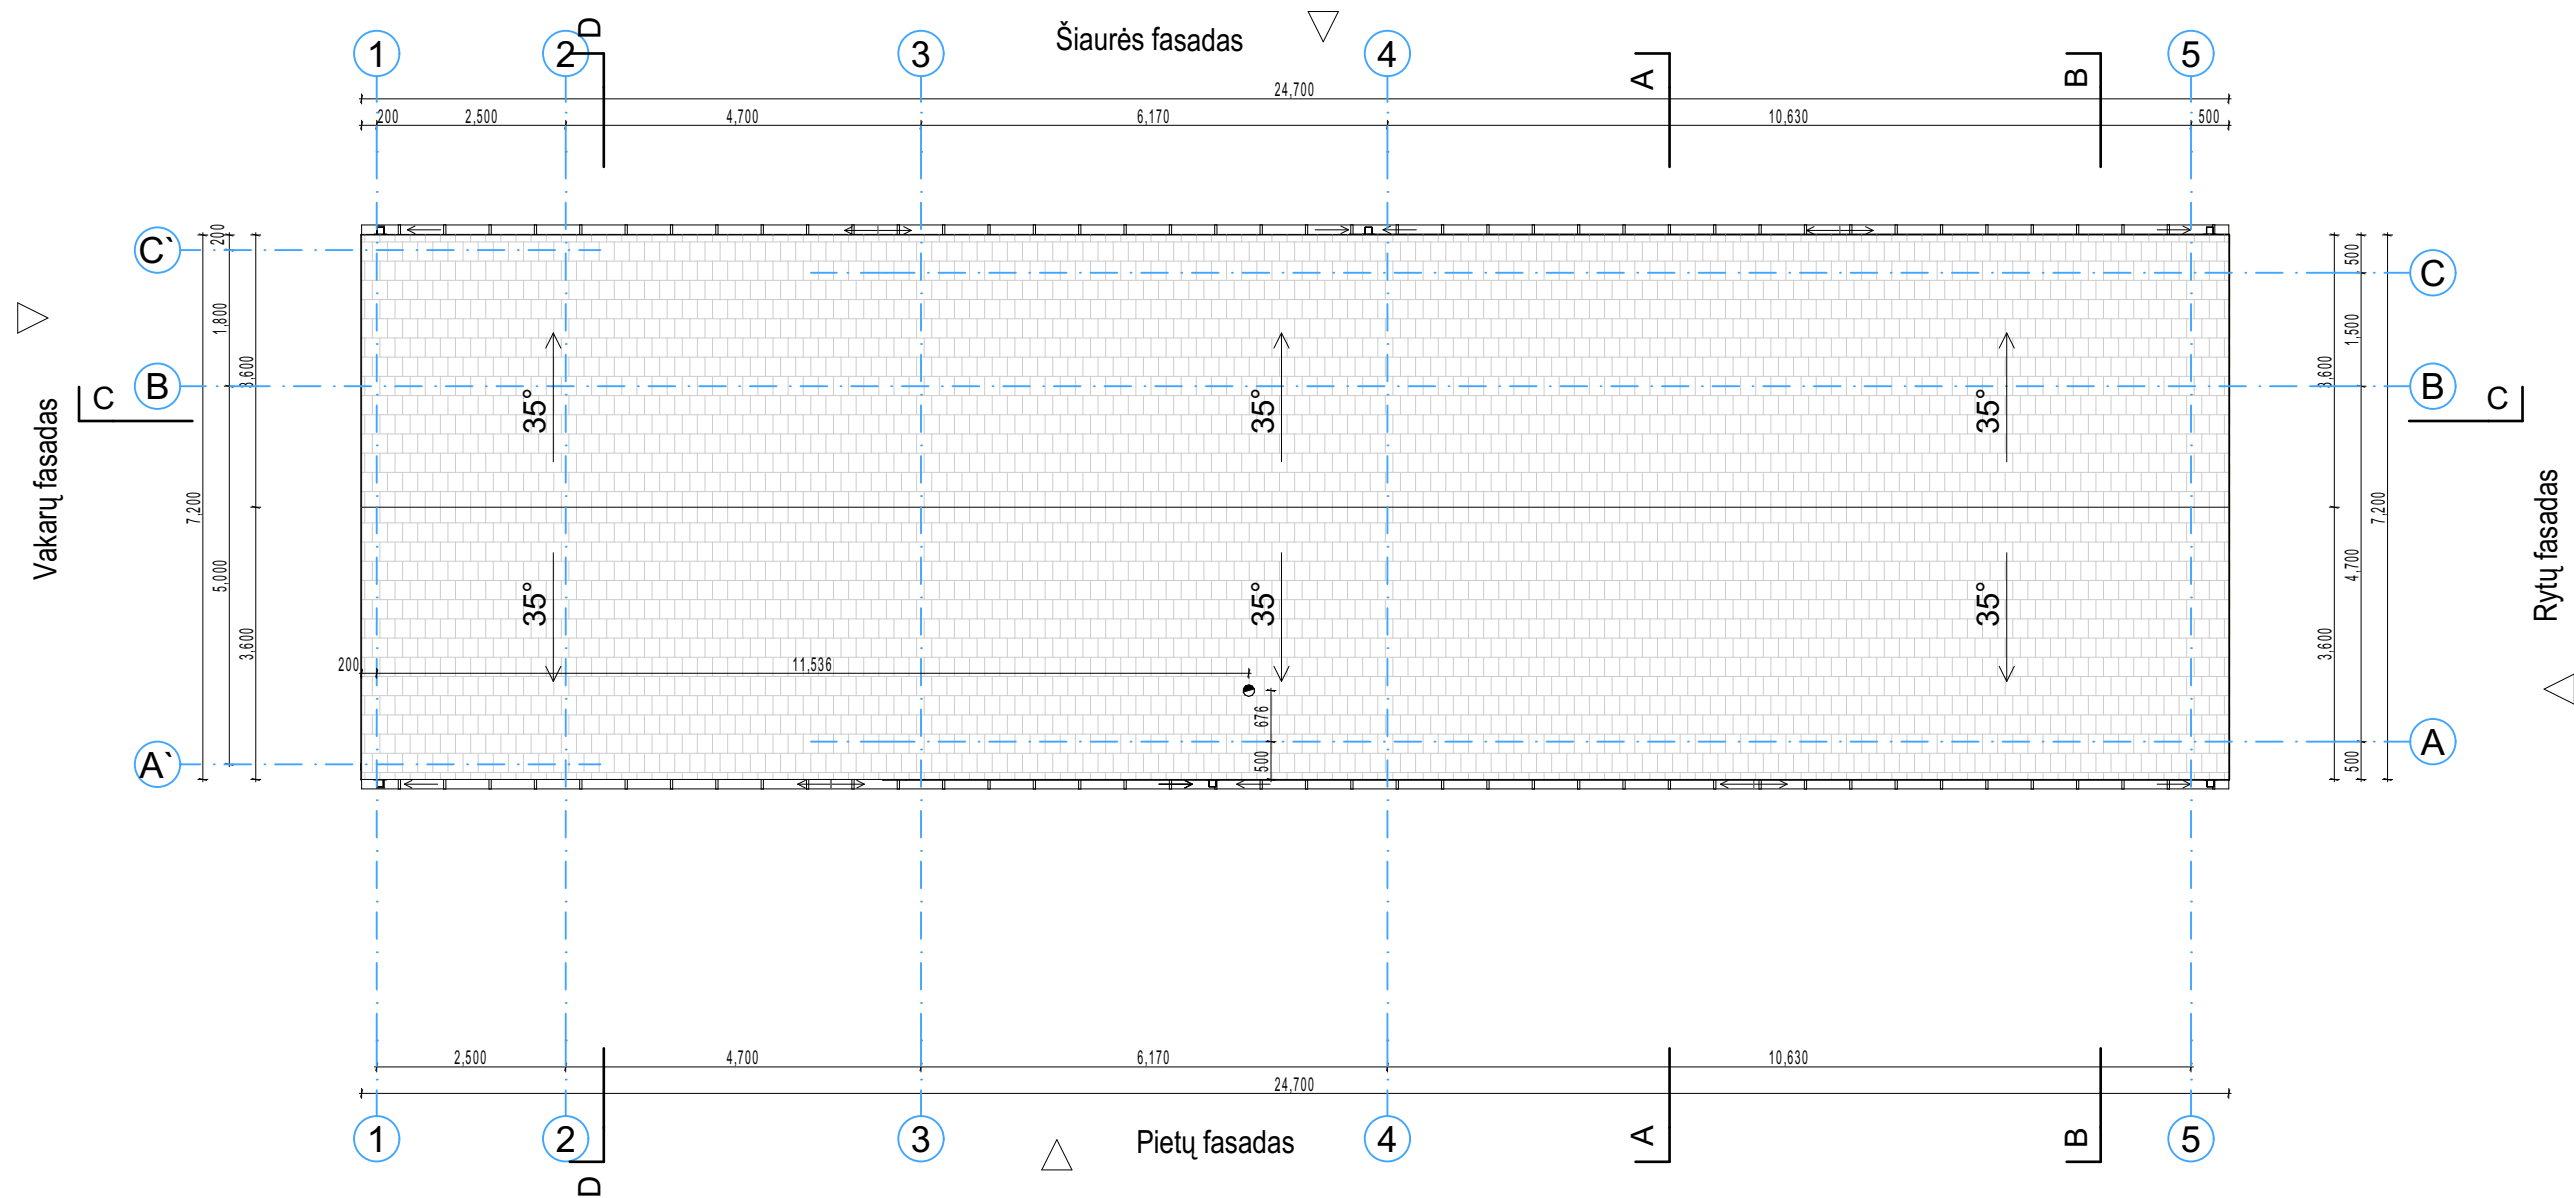 D
Šiaurės fasadas
1
2
3
4
5
A
B
24,700
200
2,500
4,700
6,170
10,630
500
C`
200
500
C
1,800
1,500
3,600
3,600
B
C
35°
35°
35°
B
C
Vakarų fasadas
7,200
7,200
Rytų fasadas
5,000
4,700
35°
35°
35°
3,600
3,600
200
11,536
676
A`
500
500
A
2,500
4,700
6,170
10,630
24,700
1
2
3
4
5
D
Pietų fasadas
A
B